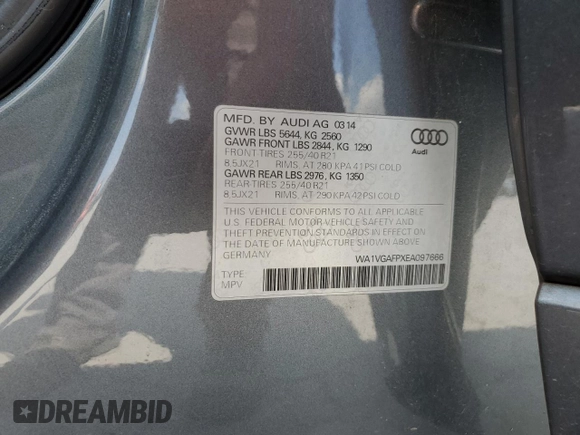 MFD. BY AUDI AG 03 14
GVWR LBS 5644, KG 2560
GAWR FRONT LBS 2844, KG 1290
FRONT TIRES 255/40 R21
8.5JX21 RIMS, AT 280 KPA 41 PSI COLD
GAWR REAR LBS 2976, KG 1350
REAR TIRES 255/40 R21
8.5JX21 RIMS, AT 290 KPA 42 PSI COLD
Audi
THIS VEHICLE CONFORMS TO ALL APPLICABLE
U.S. FEDERAL MOTOR VEHICLE SAFETY AND
THEFT PREVENTION STANDARDS IN EFFECT
ON THE DATE OF MANUFACTURE SHOWN ABOVE
GERMANY
WA1VGAFPXEA097666
TYPE:
MPV
DREAMBID